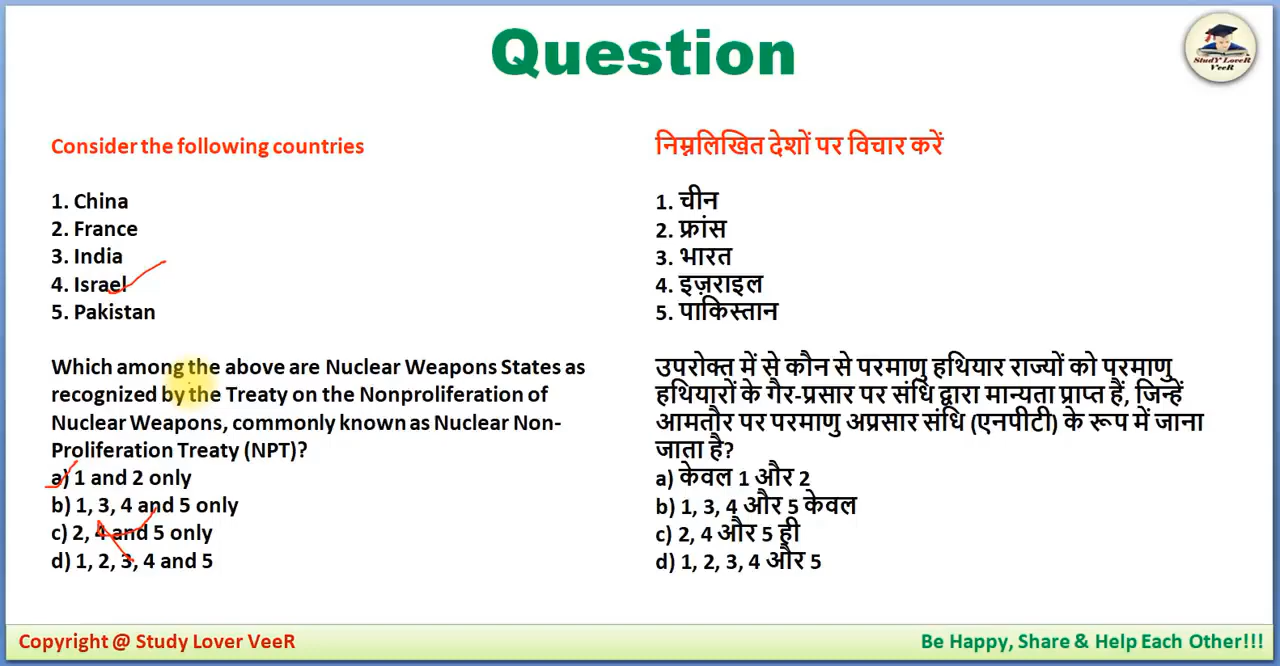 Question
StudY LoveR
VeeR
Consider the following countries
1. China
2. France
3. India
4. Israel
5. Pakistan
Which among the above are Nuclear Weapons States as
recognized by the Treaty on the Nonproliferation of
Nuclear Weapons, commonly known as Nuclear Non-
Proliferation Treaty (NPT)?
a) 1 and 2 only
b) 1, 3, 4 and 5 only
c) 2, 4 and 5 only
d) 1, 2, 3, 4 and 5
निम्नलिखित देशों पर विचार करें
1. चीन
2. फ्रांस
3. भारत
4. इज़राइल
5. पाकिस्तान
उपरोक्त में से कौन से परमाणु हथियार राज्यों को परमाणु
हथियारों के गैर-प्रसार पर संधि द्वारा मान्यता प्राप्त हैं, जिन्हें
आमतौर पर परमाणु अप्रसार संधि (एनपीटी) के रूप में जाना
जाता है?
a) केवल 1 और 2
b) 1, 3, 4 और 5 केवल
c) 2, 4 और 5 ही
d) 1, 2, 3, 4 और 5
Copyright @ Study Lover VeeR
Be Happy, Share & Help Each Other!!!